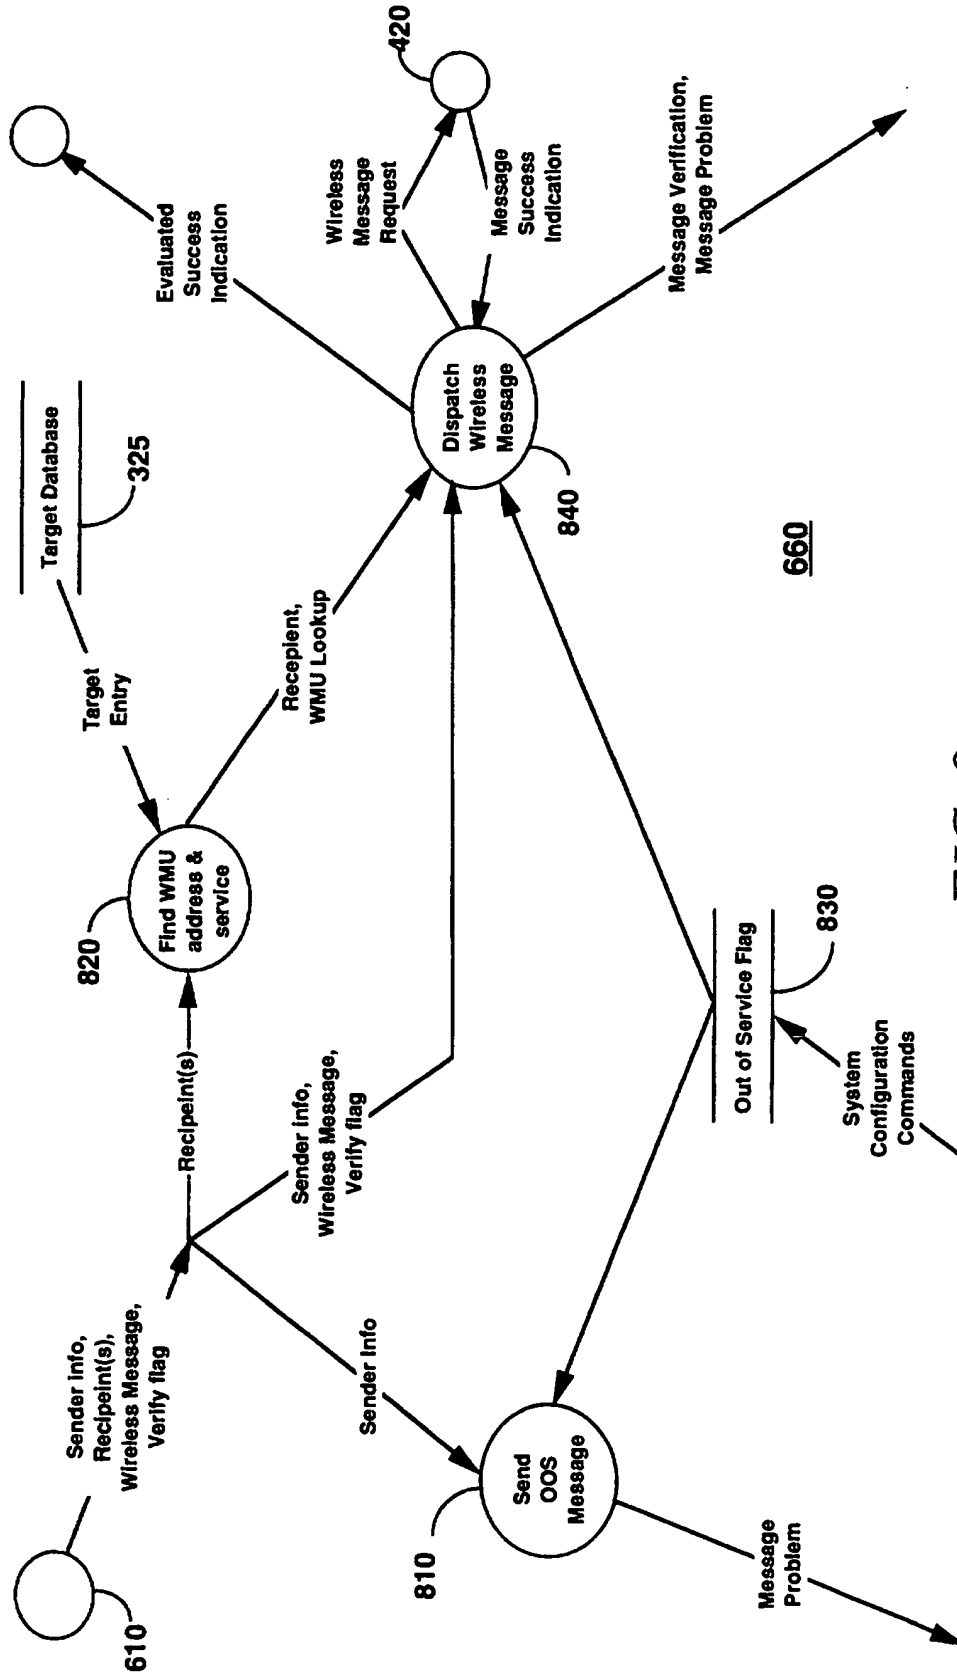 610
Sender info,
Recipeint(s),
Wireless Message,
Verify flag
Recipeint(s)
820
Find WMU
address &
service
Target
Entry
Target Database
325
Evaluated
Success
Indication
Recepient,
WMU Lookup
Sender info,
Wireless Message,
Verify flag
Sender Info
Wireless
Message
Request
420
Message
Success
Indication
Dispatch
Wireless
Message
840
810
Send
OOS
Message
Message Verification,
Message Problem
Out of Service Flag
830
660
Message
Problem
System
Configuration
Commands
FIG.